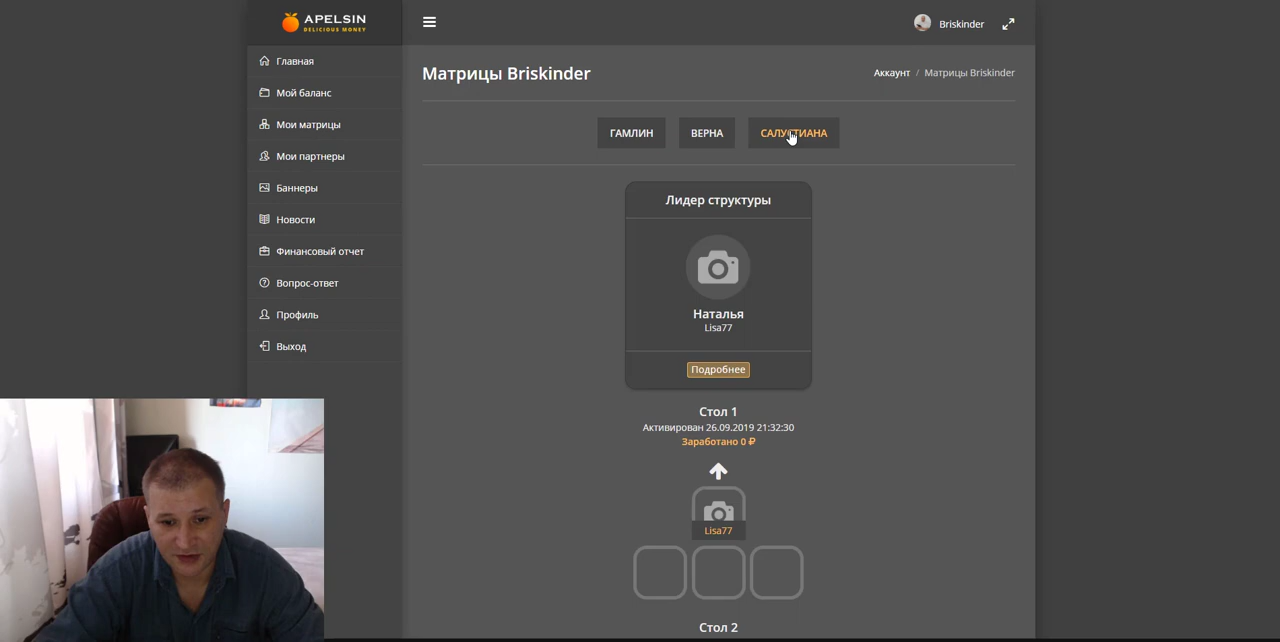 APELSIN
DELICIOUS MONEY
Briskinder
Главная
Мой баланс
Мои матрицы
Мои партнеры
Баннеры
Новости
Финансовый отчет
Вопрос-ответ
Профиль
Выход
Матрицы Briskinder
Аккаунт / Матрицы Briskinder
ГАМЛИН
ВЕРНА
САЛУСТИАНА
Лидер структуры
Наталья
Lisa77
Подробнее
Стол 1
Активирован 26.09.2019 21:32:30
Заработано 0 ₽
Lisa77
Стол 2